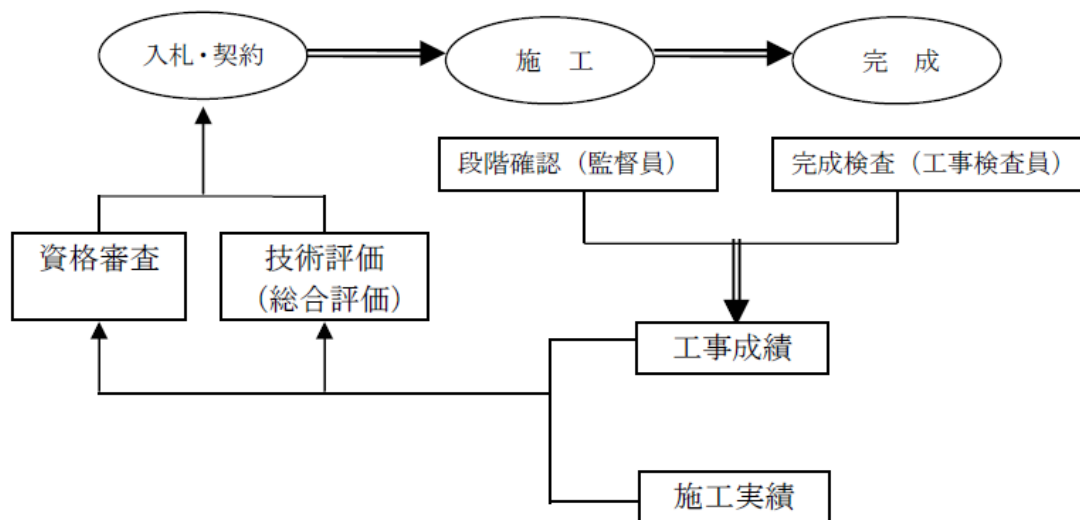 入札・契約
施　工
完　成
段階確認（監督員）
完成検査（工事検査員）
資格審査
技術評価
（総合評価）
工事成績
施工実績